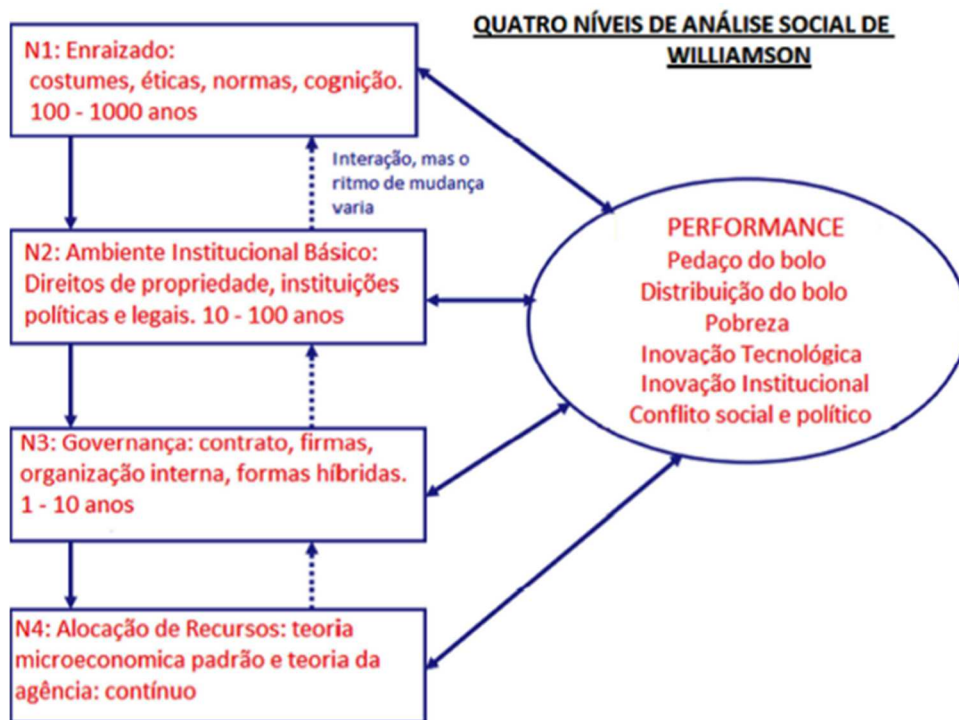 QUATRO NÍVEIS DE ANÁLISE SOCIAL DE
WILLIAMSON
N1: Enraizado:
costumes, éticas, normas, cognição.
100 - 1000 anos
Interação, mas o
ritmo de mudança
varia
N2: Ambiente Institucional Básico:
Direitos de propriedade, instituições
políticas e legais. 10 - 100 anos
N3: Governança: contrato, firmas,
organização interna, formas híbridas.
1 - 10 anos
N4: Alocação de Recursos: teoria
microeconomica padrão e teoria da
agência: contínuo
PERFORMANCE
Pedaço do bolo
Distribuição do bolo
Pobreza
Inovação Tecnológica
Inovação Institucional
Conflito social e político